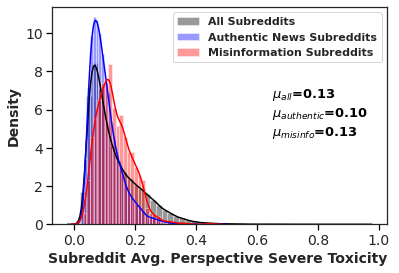 All Subreddits
Authentic News Subreddits
Misinformation Subreddits
μall=0.13
μauthentic=0.10
μmisinfo=0.13
Density
10
8
6
4
2
0
0.0 0.2 0.4 0.6 0.8 1.0
Subreddit Avg. Perspective Severe Toxicity